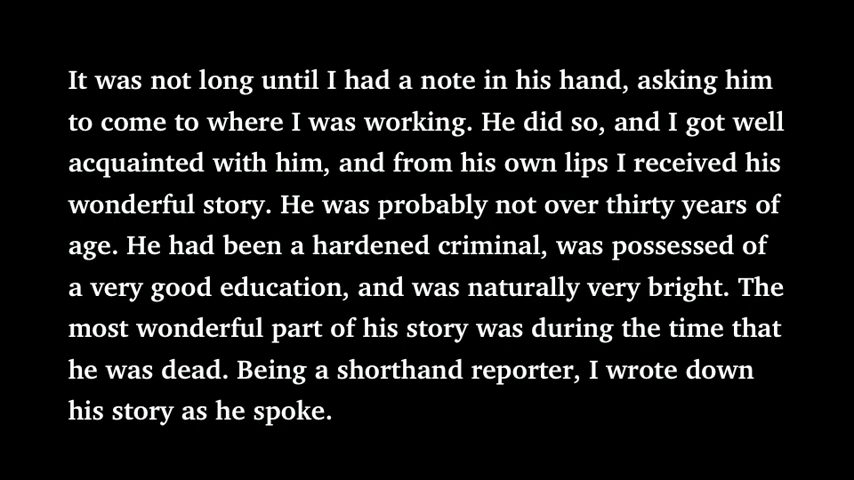 It was not long until I had a note in his hand, asking him
to come to where I was working. He did so, and I got well
acquainted with him, and from his own lips I received his
wonderful story. He was probably not over thirty years of
age. He had been a hardened criminal, was possessed of
a very good education, and was naturally very bright. The
most wonderful part of his story was during the time that
he was dead. Being a shorthand reporter, I wrote down
his story as he spoke.